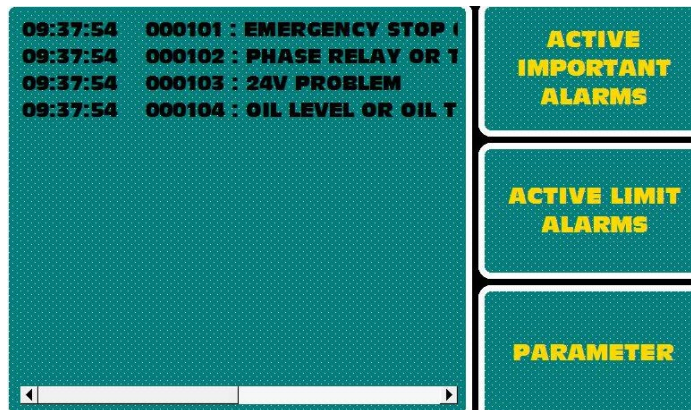 09:37:54 000101 : EMERGENCY STOP
09:37:54 000102 : PHASE RELAY OR
09:37:54 000103 : 24V PROBLEM
09:37:54 000104 : OIL LEVEL OR OIL
ACTIVE
IMPORTANT
ALARMS
ACTIVE LIMIT
ALARMS
PARAMETER